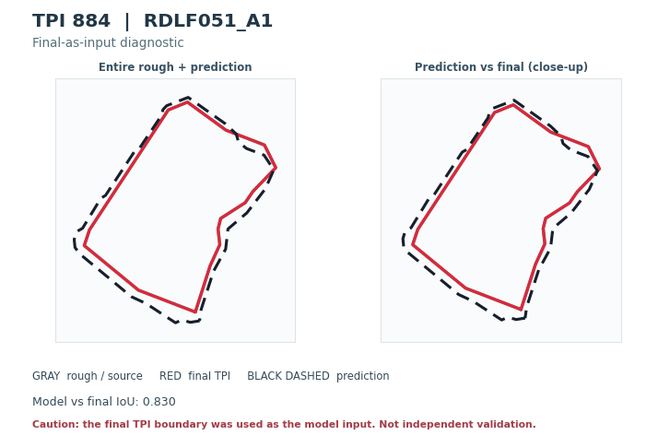 TPI 884 | RDLF051_A1
Final-as-input diagnostic
Entire rough + prediction
Prediction vs final (close-up)
GRAY rough / source RED final TPI BLACK DASHED prediction
Model vs final IoU: 0.830
Caution: the final TPI boundary was used as the model input. Not independent validation.